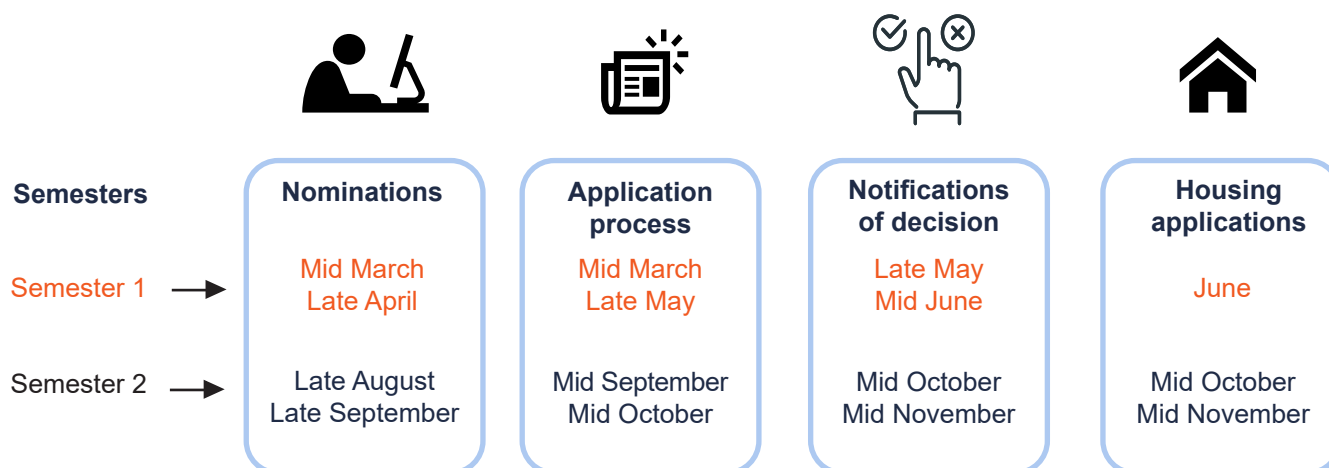 Semesters
Nominations
Application
process
Notifications
of decision
Housing
applications
Semester 1
Mid March
Late April
Mid March
Late May
Late May
Mid June
June
Semester 2
Late August
Late September
Mid September
Mid October
Mid October
Mid November
Mid October
Mid November